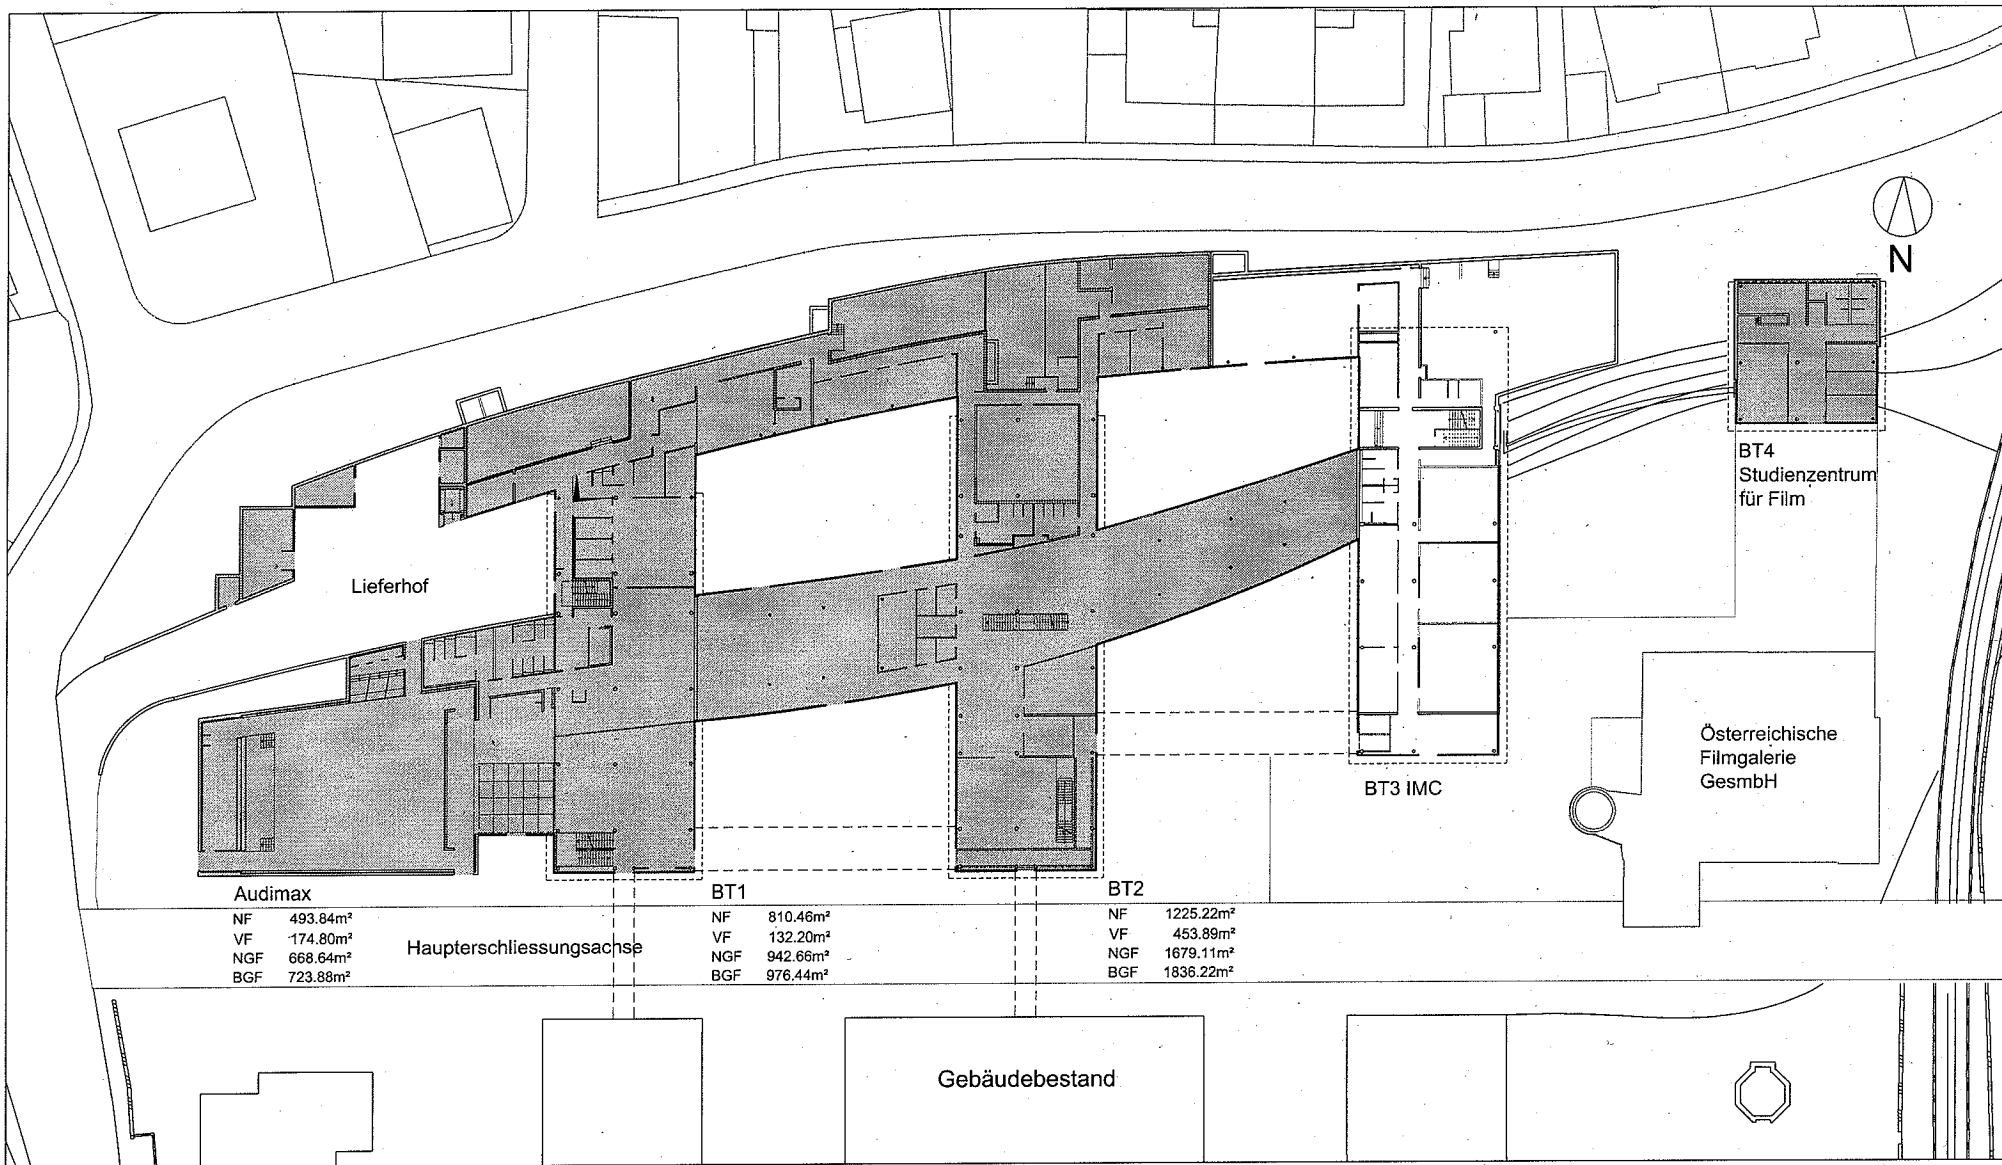 N
BT4
Studienzentrum
für Film
Lieferhof
Österreichische
Filmgalerie
GesmbH
BT3 IMC
Audimax
NF 493.84m²
VF 174.80m²
NGF 668.64m²
BGF 723.88m²
Haupterschliessungsachse
BT1
NF 810.46m²
VF 132.20m²
NGF 942.66m²
BGF 976.44m²
BT2
NF 1225.22m²
VF 453.89m²
NGF 1679.11m²
BGF 1836.22m²
Gebäudebestand